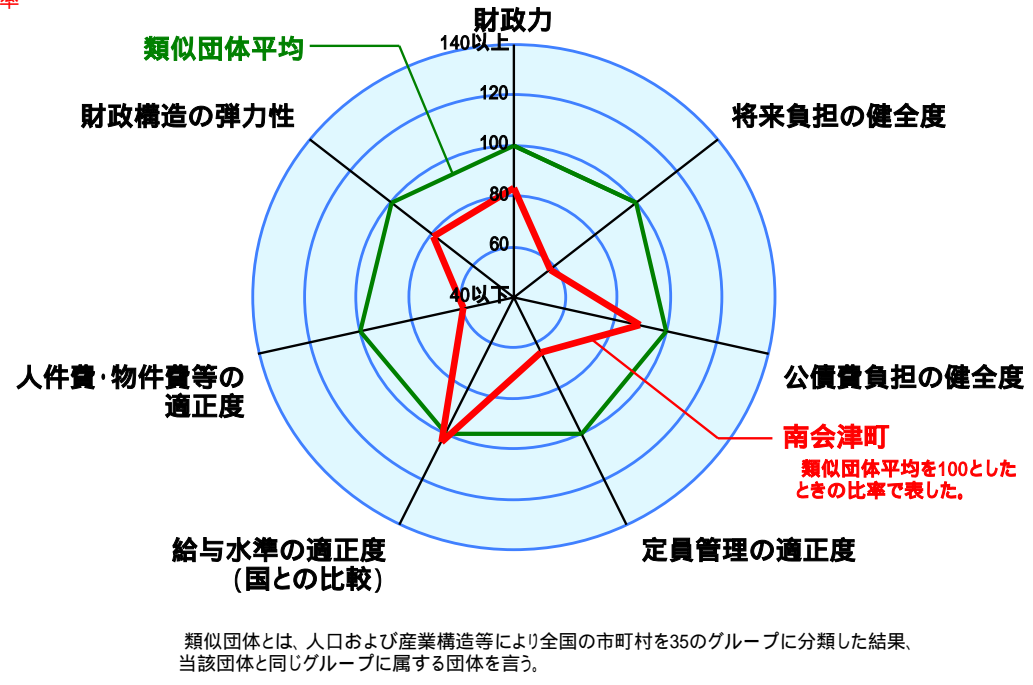 率
財政力
140以上
類似団体平均
120
財政構造の弾力性
将来負担の健全度
100
80
60
40以下
人件費・物件費等の
適正度
公債費負担の健全度
南会津町
類似団体平均を100とした
ときの比率で表した。
給与水準の適正度
(国との比較)
定員管理の適正度
類似団体とは、人口および産業構造等により全国の市町村を35のグループに分類した結果、
当該団体と同じグループに属する団体を言う。